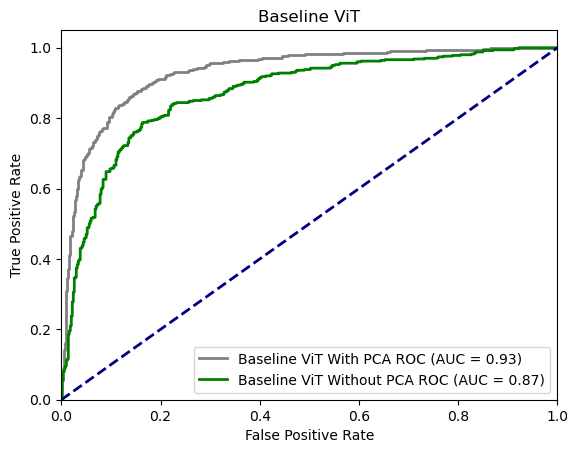 Baseline ViT
1.0
0.8
0.6
0.4
0.2
0.0
True Positive Rate
Baseline ViT With PCA ROC (AUC = 0.93)
Baseline ViT Without PCA ROC (AUC = 0.87)
0.0 0.2 0.4 0.6 0.8 1.0
False Positive Rate